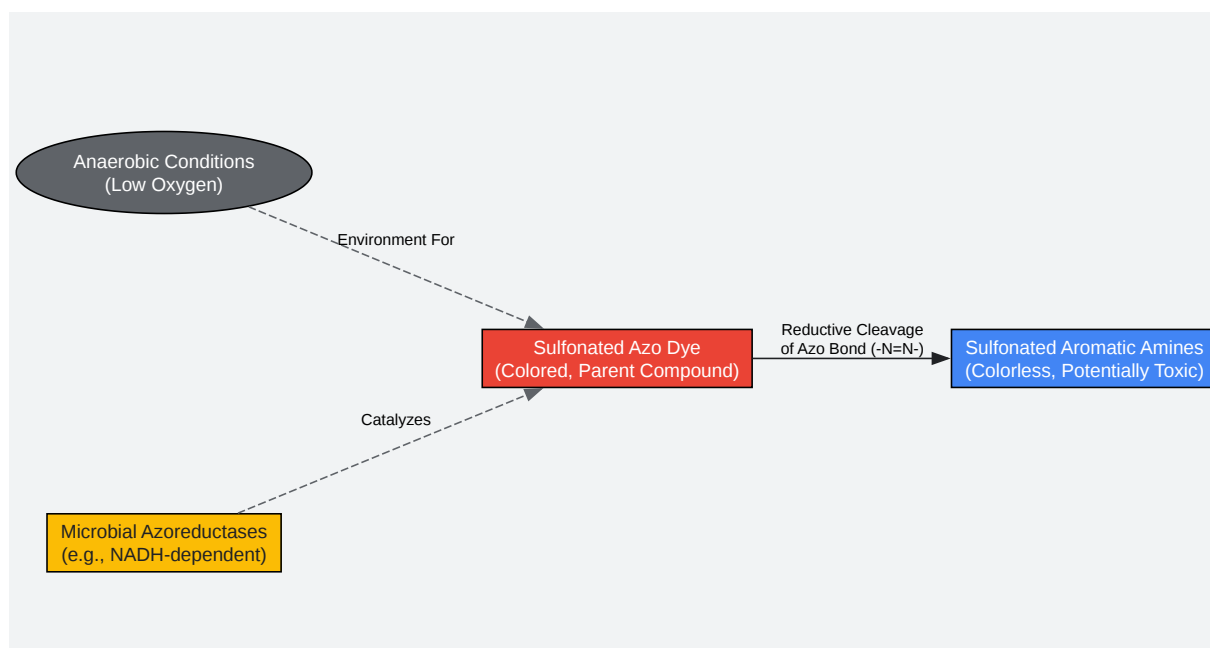 Anaerobic Conditions
(Low Oxygen)
Environment For
Sulfonated Azo Dye
(Colored, Parent Compound)
Reductive Cleavage
of Azo Bond (-N=N-)
Sulfonated Aromatic Amines
(Colorless, Potentially Toxic)
Catalyzes
Microbial Azoreductases
(e.g., NADH-dependent)